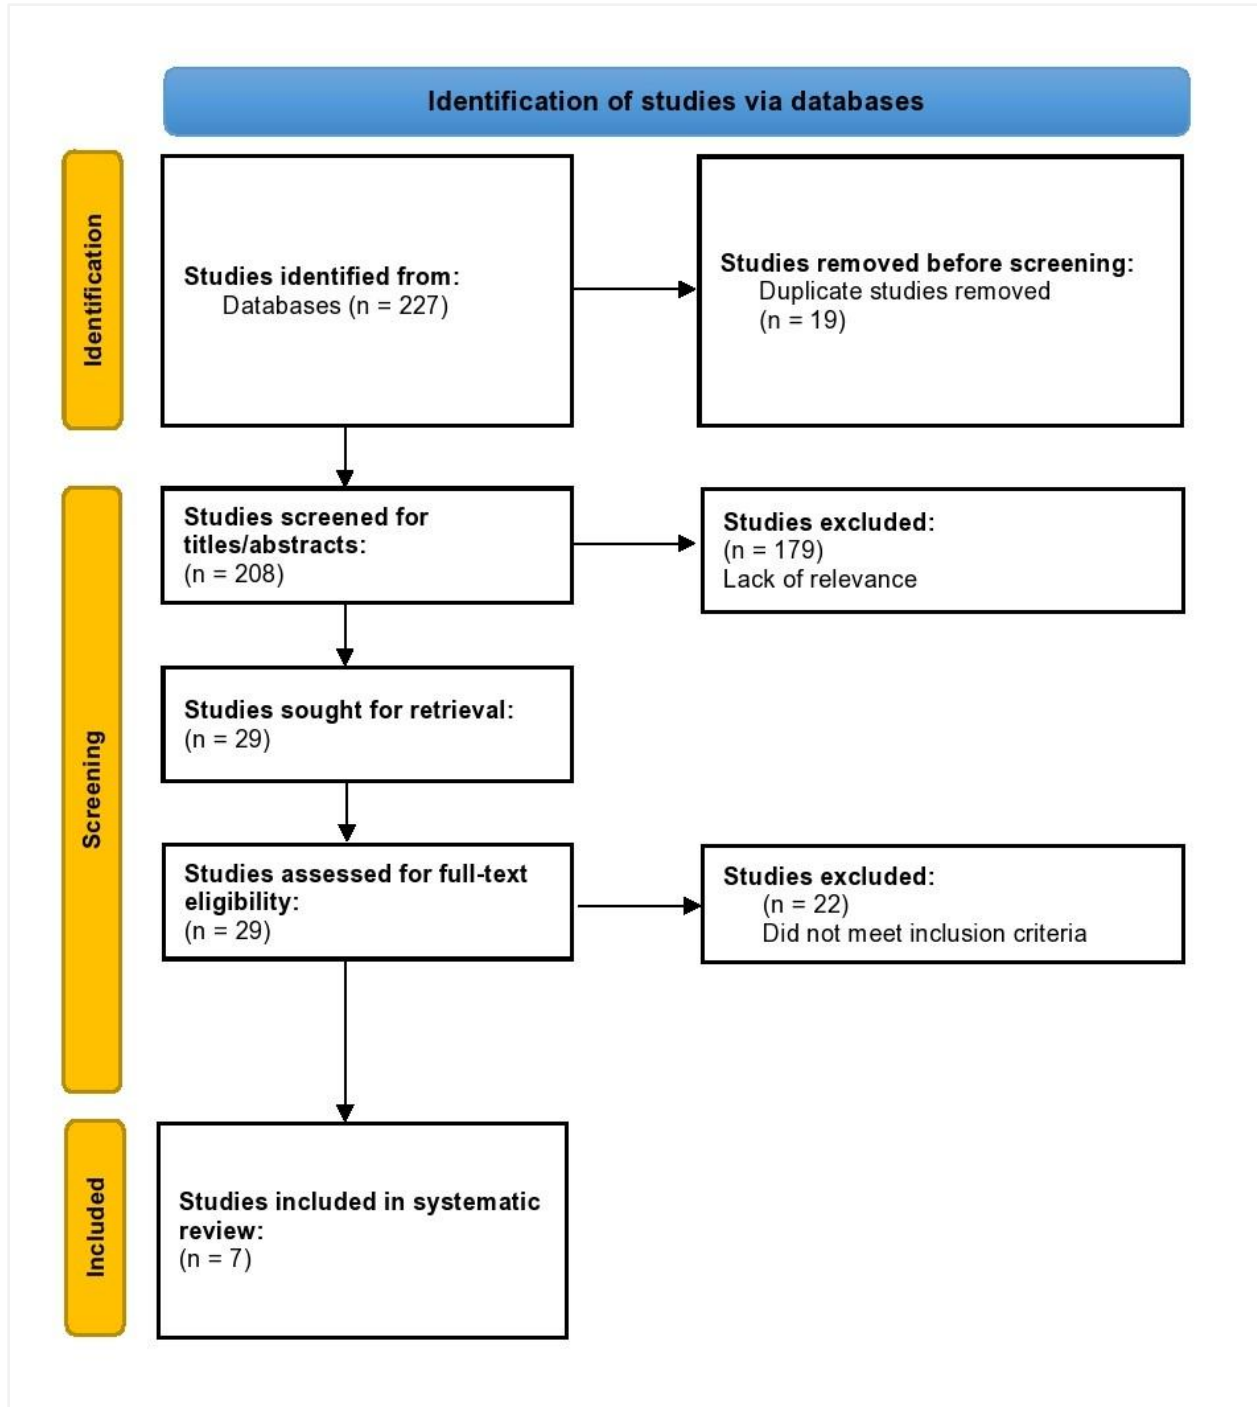 Identification of studies via databases
Identification
Studies identified from:
Databases (n = 227)
Studies removed before screening:
Duplicate studies removed
(n = 19)
Screening
Studies screened for
titles/abstracts:
(n = 208)
Studies excluded:
(n = 179)
Lack of relevance
Studies sought for retrieval:
(n = 29)
Studies assessed for full-text
eligibility:
(n = 29)
Studies excluded:
(n = 22)
Did not meet inclusion criteria
Included
Studies included in systematic
review:
(n = 7)